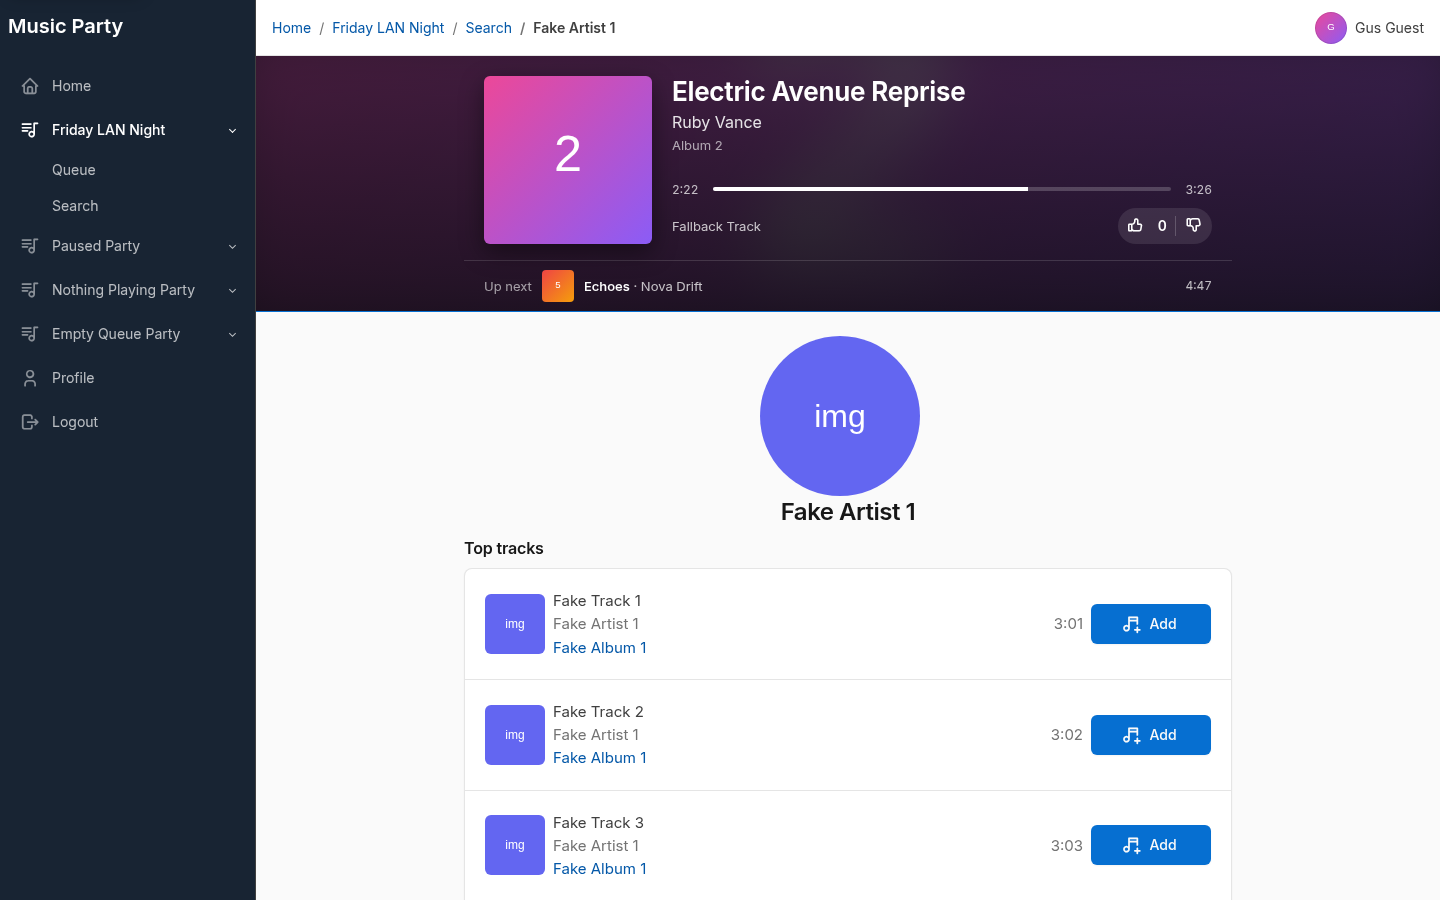 Music Party
Home
Friday LAN Night
Queue
Search
Paused Party
Nothing Playing Party
Empty Queue Party
Profile
Logout
Home / Friday LAN Night / Search / Fake Artist 1
G Gus Guest
2
Electric Avenue Reprise
Ruby Vance
Album 2
2:22 3:26
Fallback Track 0
Up next 5 Echoes · Nova Drift 4:47
img
Fake Artist 1
Top tracks
img
Fake Track 1
Fake Artist 1
Fake Album 1
3:01 Add
img
Fake Track 2
Fake Artist 1
Fake Album 1
3:02 Add
img
Fake Track 3
Fake Artist 1
Fake Album 1
3:03 Add